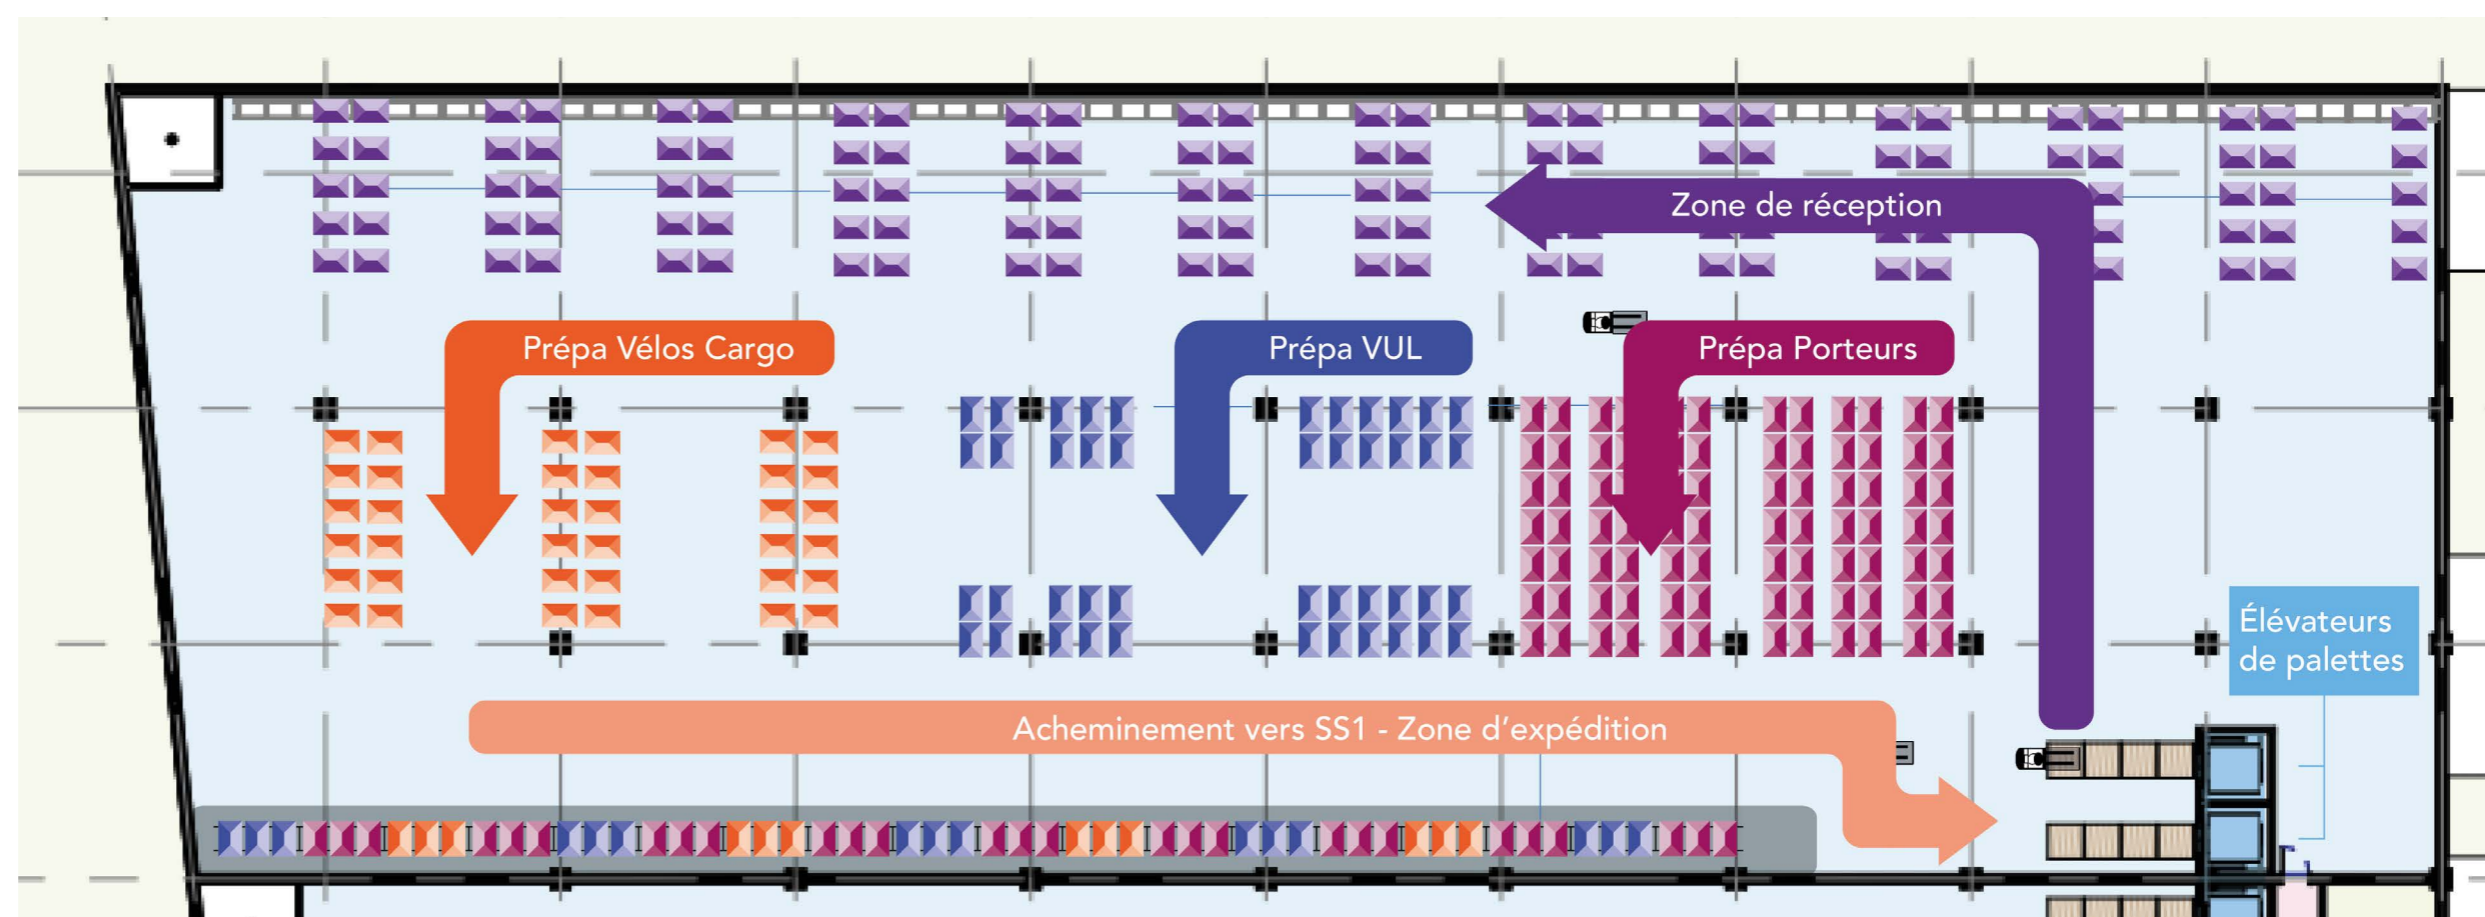 Zone de réception
Prépa Vélos Cargo
Prépa VUL
Prépa Porteurs
Élévateurs
de palettes
Acheminement vers SS1 - Zone d‘expédition